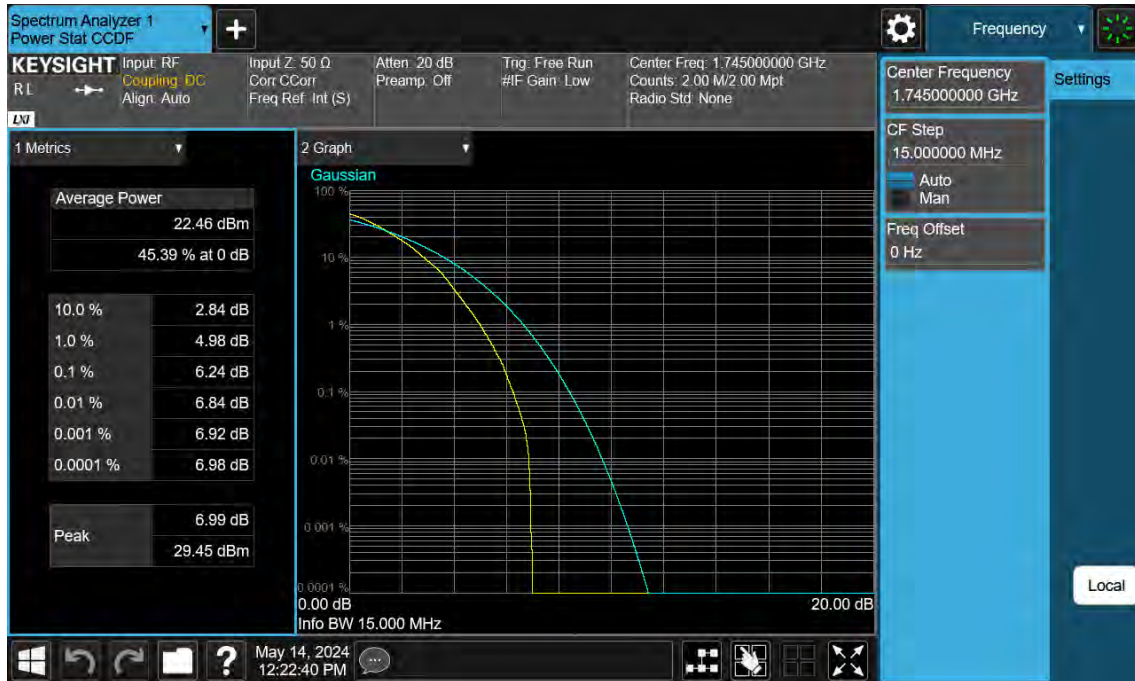 Spectrum Analyzer 1
Power Stat CCDF
Frequency
KEYSIGHT
R L
LXI
Input: RF
Coupling: DC
Align: Auto
Input Z: 50 Ω
Corr CCorr
Freq Ref: Int (S)
Atten: 20 dB
Preamp: Off
Trig: Free Run
#IF Gain: Low
Center Freq: 1.745000000 GHz
Counts: 2.00 M/2.00 Mpt
Radio Std: None
Center Frequency
1.745000000 GHz
Settings
CF Step
15.000000 MHz
Auto
Man
Freq Offset
0 Hz
1 Metrics
Average Power
22.46 dBm
45.39 % at 0 dB
10.0 % 2.84 dB
1.0 % 4.98 dB
0.1 % 6.24 dB
0.01 % 6.84 dB
0.001 % 6.92 dB
0.0001 % 6.98 dB
Peak
6.99 dB
29.45 dBm
2 Graph
Gaussian
100 %
10 %
1 %
0.1 %
0.01 %
0.001 %
0.0001 %
0.00 dB 20.00 dB
Info BW 15.000 MHz
Local
?
May 14, 2024
12:22:40 PM